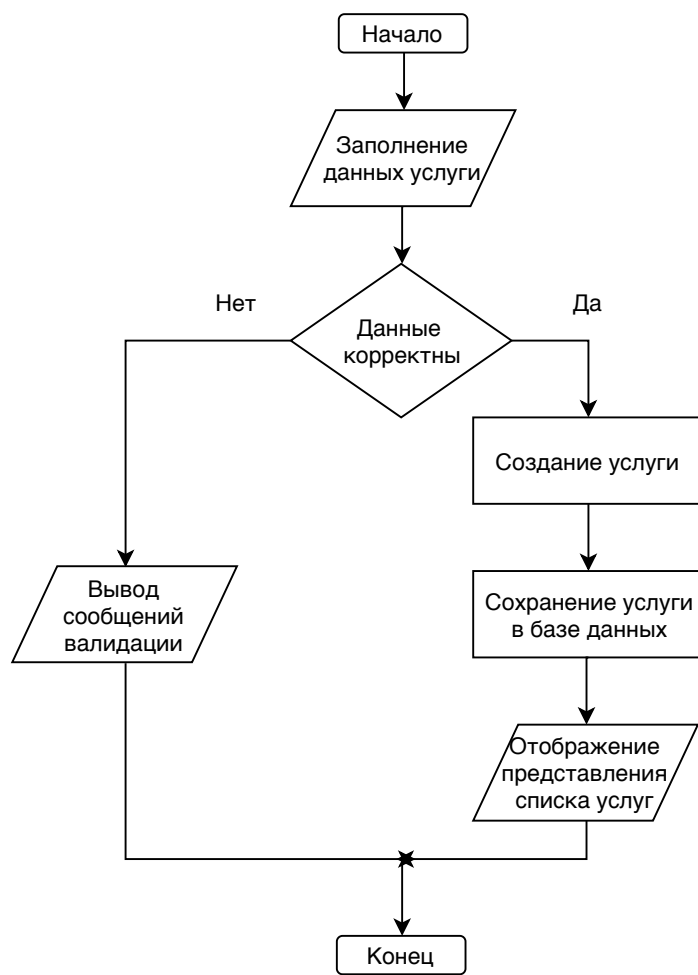 Начало
Заполнение
данных услуги
Нет
Да
Данные
корректны
Создание услуги
Вывод
сообщений
валидации
Сохранение услуги
в базе данных
Отображение
представления
списка услуг
Конец